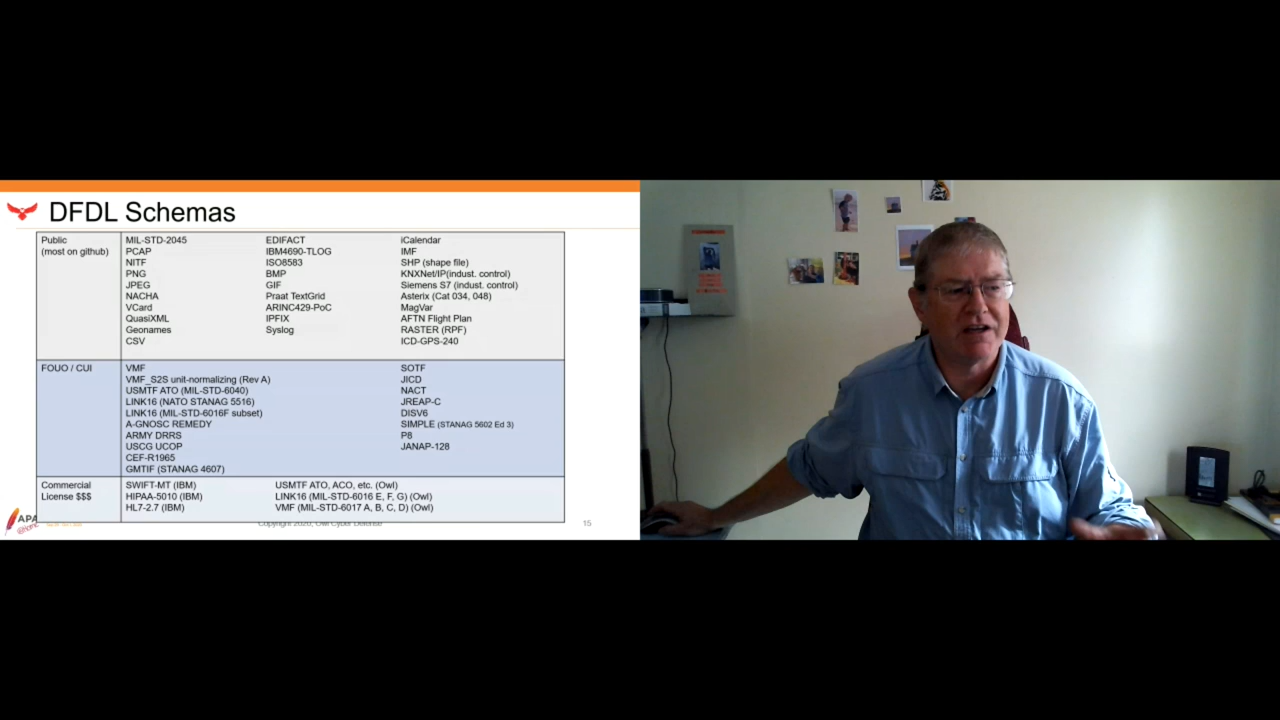 DFDL Schemas
Public
(most on github)
MIL-STD-2045
PCAP
NITF
PNG
JPEG
NACHA
VCard
QuasiXML
Geonames
CSV
EDIFACT
IBM4690-TLOG
ISO8583
BMP
GIF
Praat TextGrid
ARINC429-PoC
IPFIX
Syslog
iCalendar
IMF
SHP (shape file)
KNXNet/IP(indust. control)
Siemens S7 (indust. control)
Asterix (Cat 034, 048)
MagVar
AFTN Flight Plan
RASTER (RPF)
ICD-GPS-240
FOUO / CUI
VMF
VMF_S2S unit-normalizing (Rev A)
USMTF ATO (MIL-STD-6040)
LINK16 (NATO STANAG 5516)
LINK16 (MIL-STD-6016F subset)
A-GNOSC REMEDY
ARMY DRRS
USCG UCOP
CEF-R1965
GMTIF (STANAG 4607)
SOTF
JICD
NACT
JREAP-C
DISV6
SIMPLE (STANAG 5602 Ed 3)
P8
JANAP-128
Commercial
License $$$
SWIFT-MT (IBM)
HIPAA-5010 (IBM)
HL7-2.7 (IBM)
USMTF ATO, ACO, etc. (Owl)
LINK16 (MIL-STD-6016 E, F, G) (Owl)
VMF (MIL-STD-6017 A, B, C, D) (Owl)
Copyright 2020, Owl Cyber Defense
15